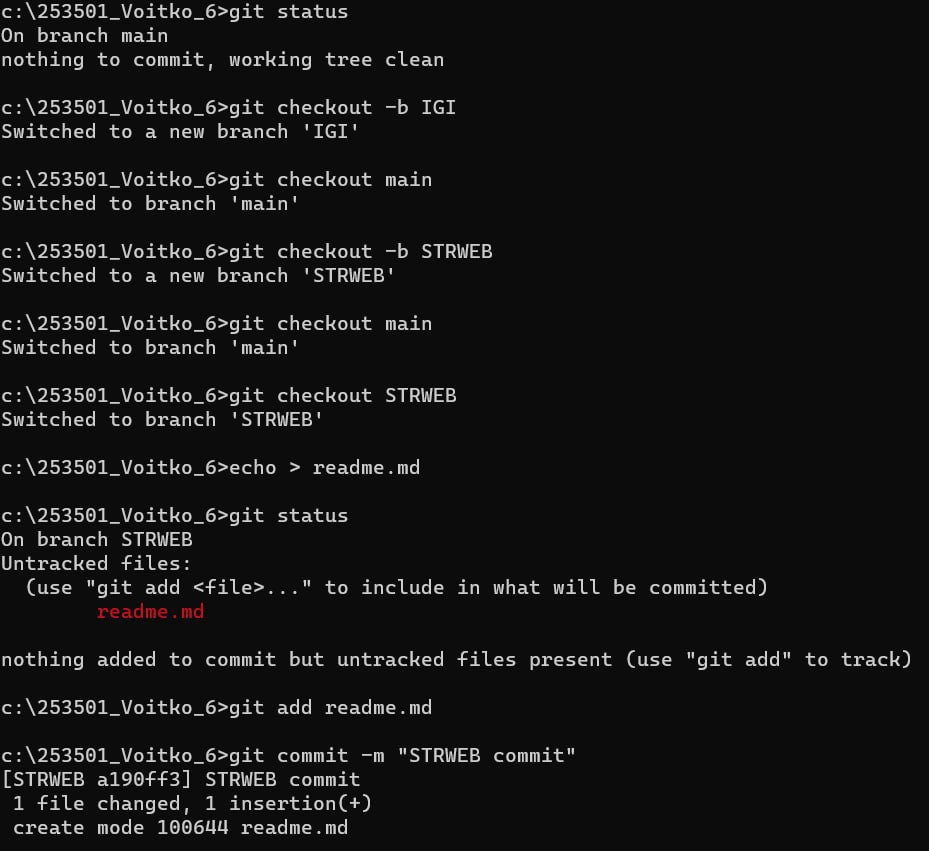 c:\253501_Voitko_6>git status
On branch main
nothing to commit, working tree clean
c:\253501_Voitko_6>git checkout -b IGI
Switched to a new branch 'IGI'
c:\253501_Voitko_6>git checkout main
Switched to branch 'main'
c:\253501_Voitko_6>git checkout -b STRWEB
Switched to a new branch 'STRWEB'
c:\253501_Voitko_6>git checkout main
Switched to branch 'main'
c:\253501_Voitko_6>git checkout STRWEB
Switched to branch 'STRWEB'
c:\253501_Voitko_6>echo > readme.md
c:\253501_Voitko_6>git status
On branch STRWEB
Untracked files:
  (use "git add <file>..." to include in what will be committed)
        readme.md
nothing added to commit but untracked files present (use "git add" to track)
c:\253501_Voitko_6>git add readme.md
c:\253501_Voitko_6>git commit -m "STRWEB commit"
[STRWEB a190ff3] STRWEB commit
 1 file changed, 1 insertion(+)
 create mode 100644 readme.md